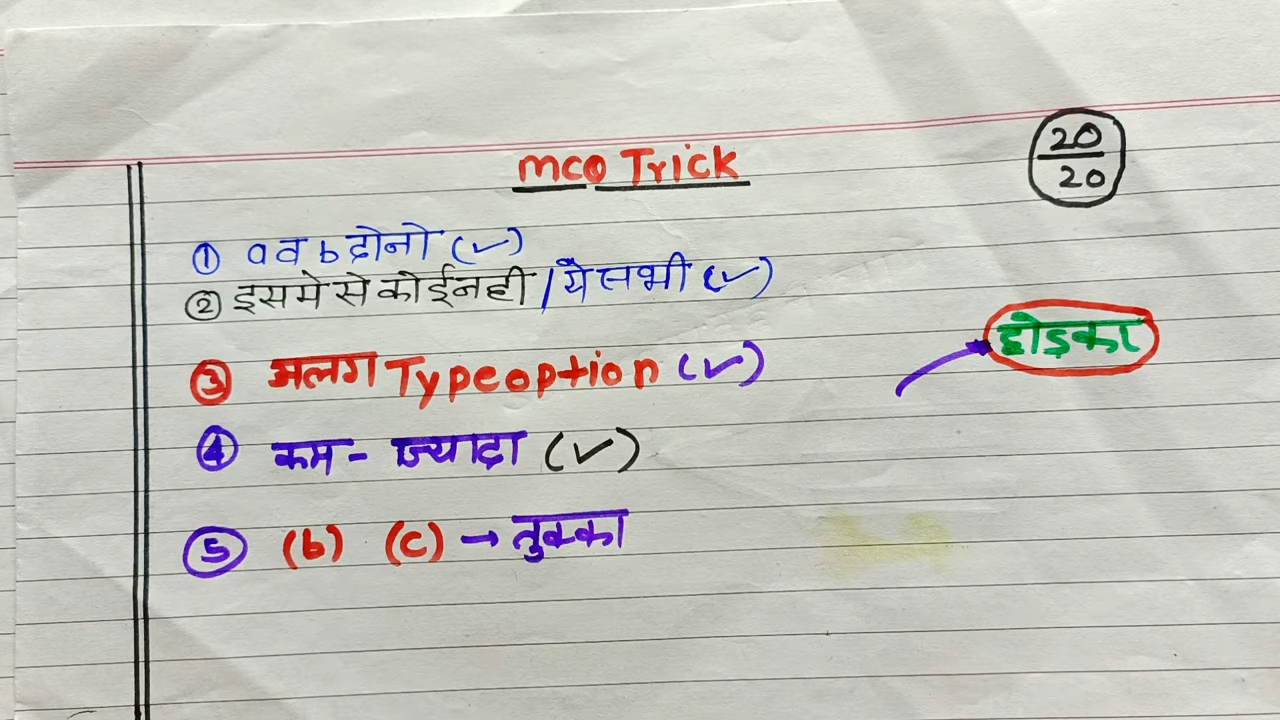 MCQ Trick
20
20
① a व b दोनो (✓)
② इसमे से कोई नही / ये सभी (✓)
③ अलग Type option (✓)
④ कम - ज्यादा (✓)
⑤ (b) (c) → तुक्का